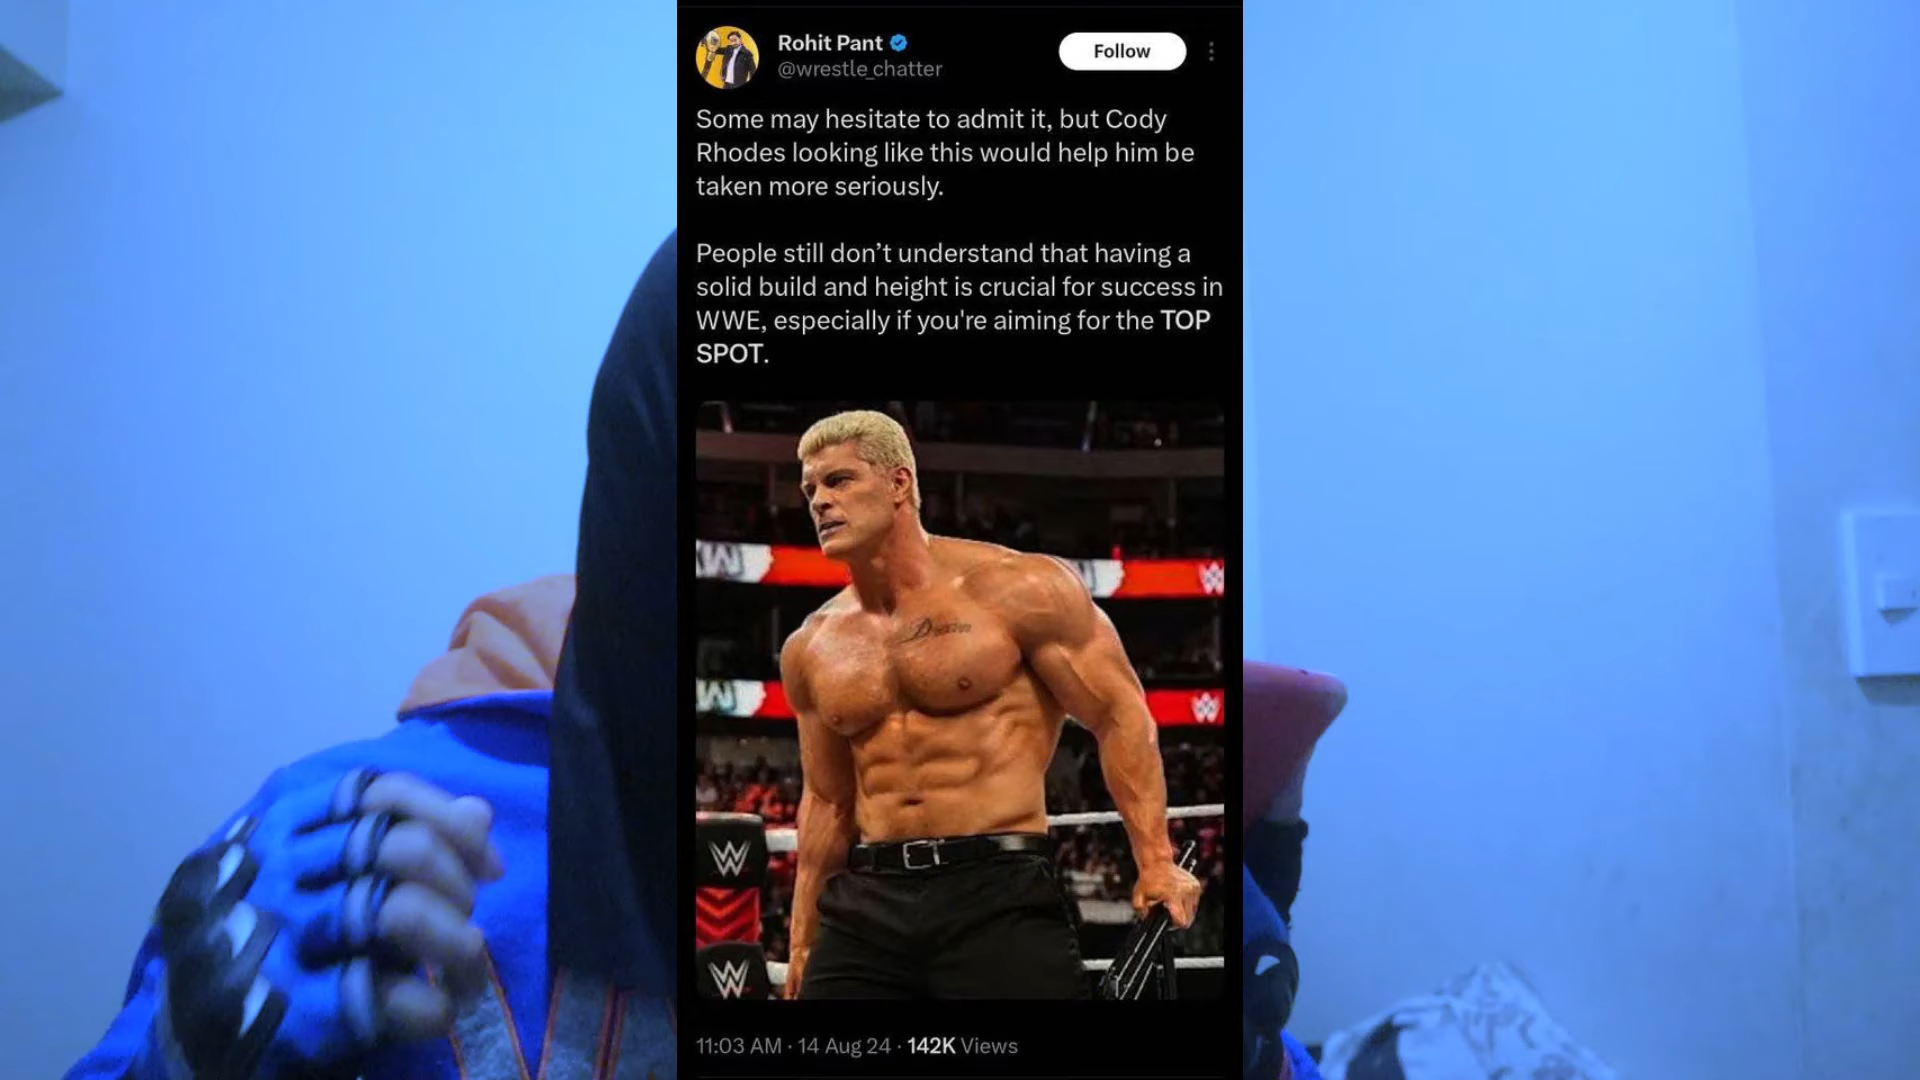 Rohit Pant
@wrestle_chatter
Follow
Some may hesitate to admit it, but Cody
Rhodes looking like this would help him be
taken more seriously.
People still don’t understand that having a
solid build and height is crucial for success in
WWE, especially if you're aiming for the TOP
SPOT.
Dream
11:03 AM · 14 Aug 24 · 142K Views